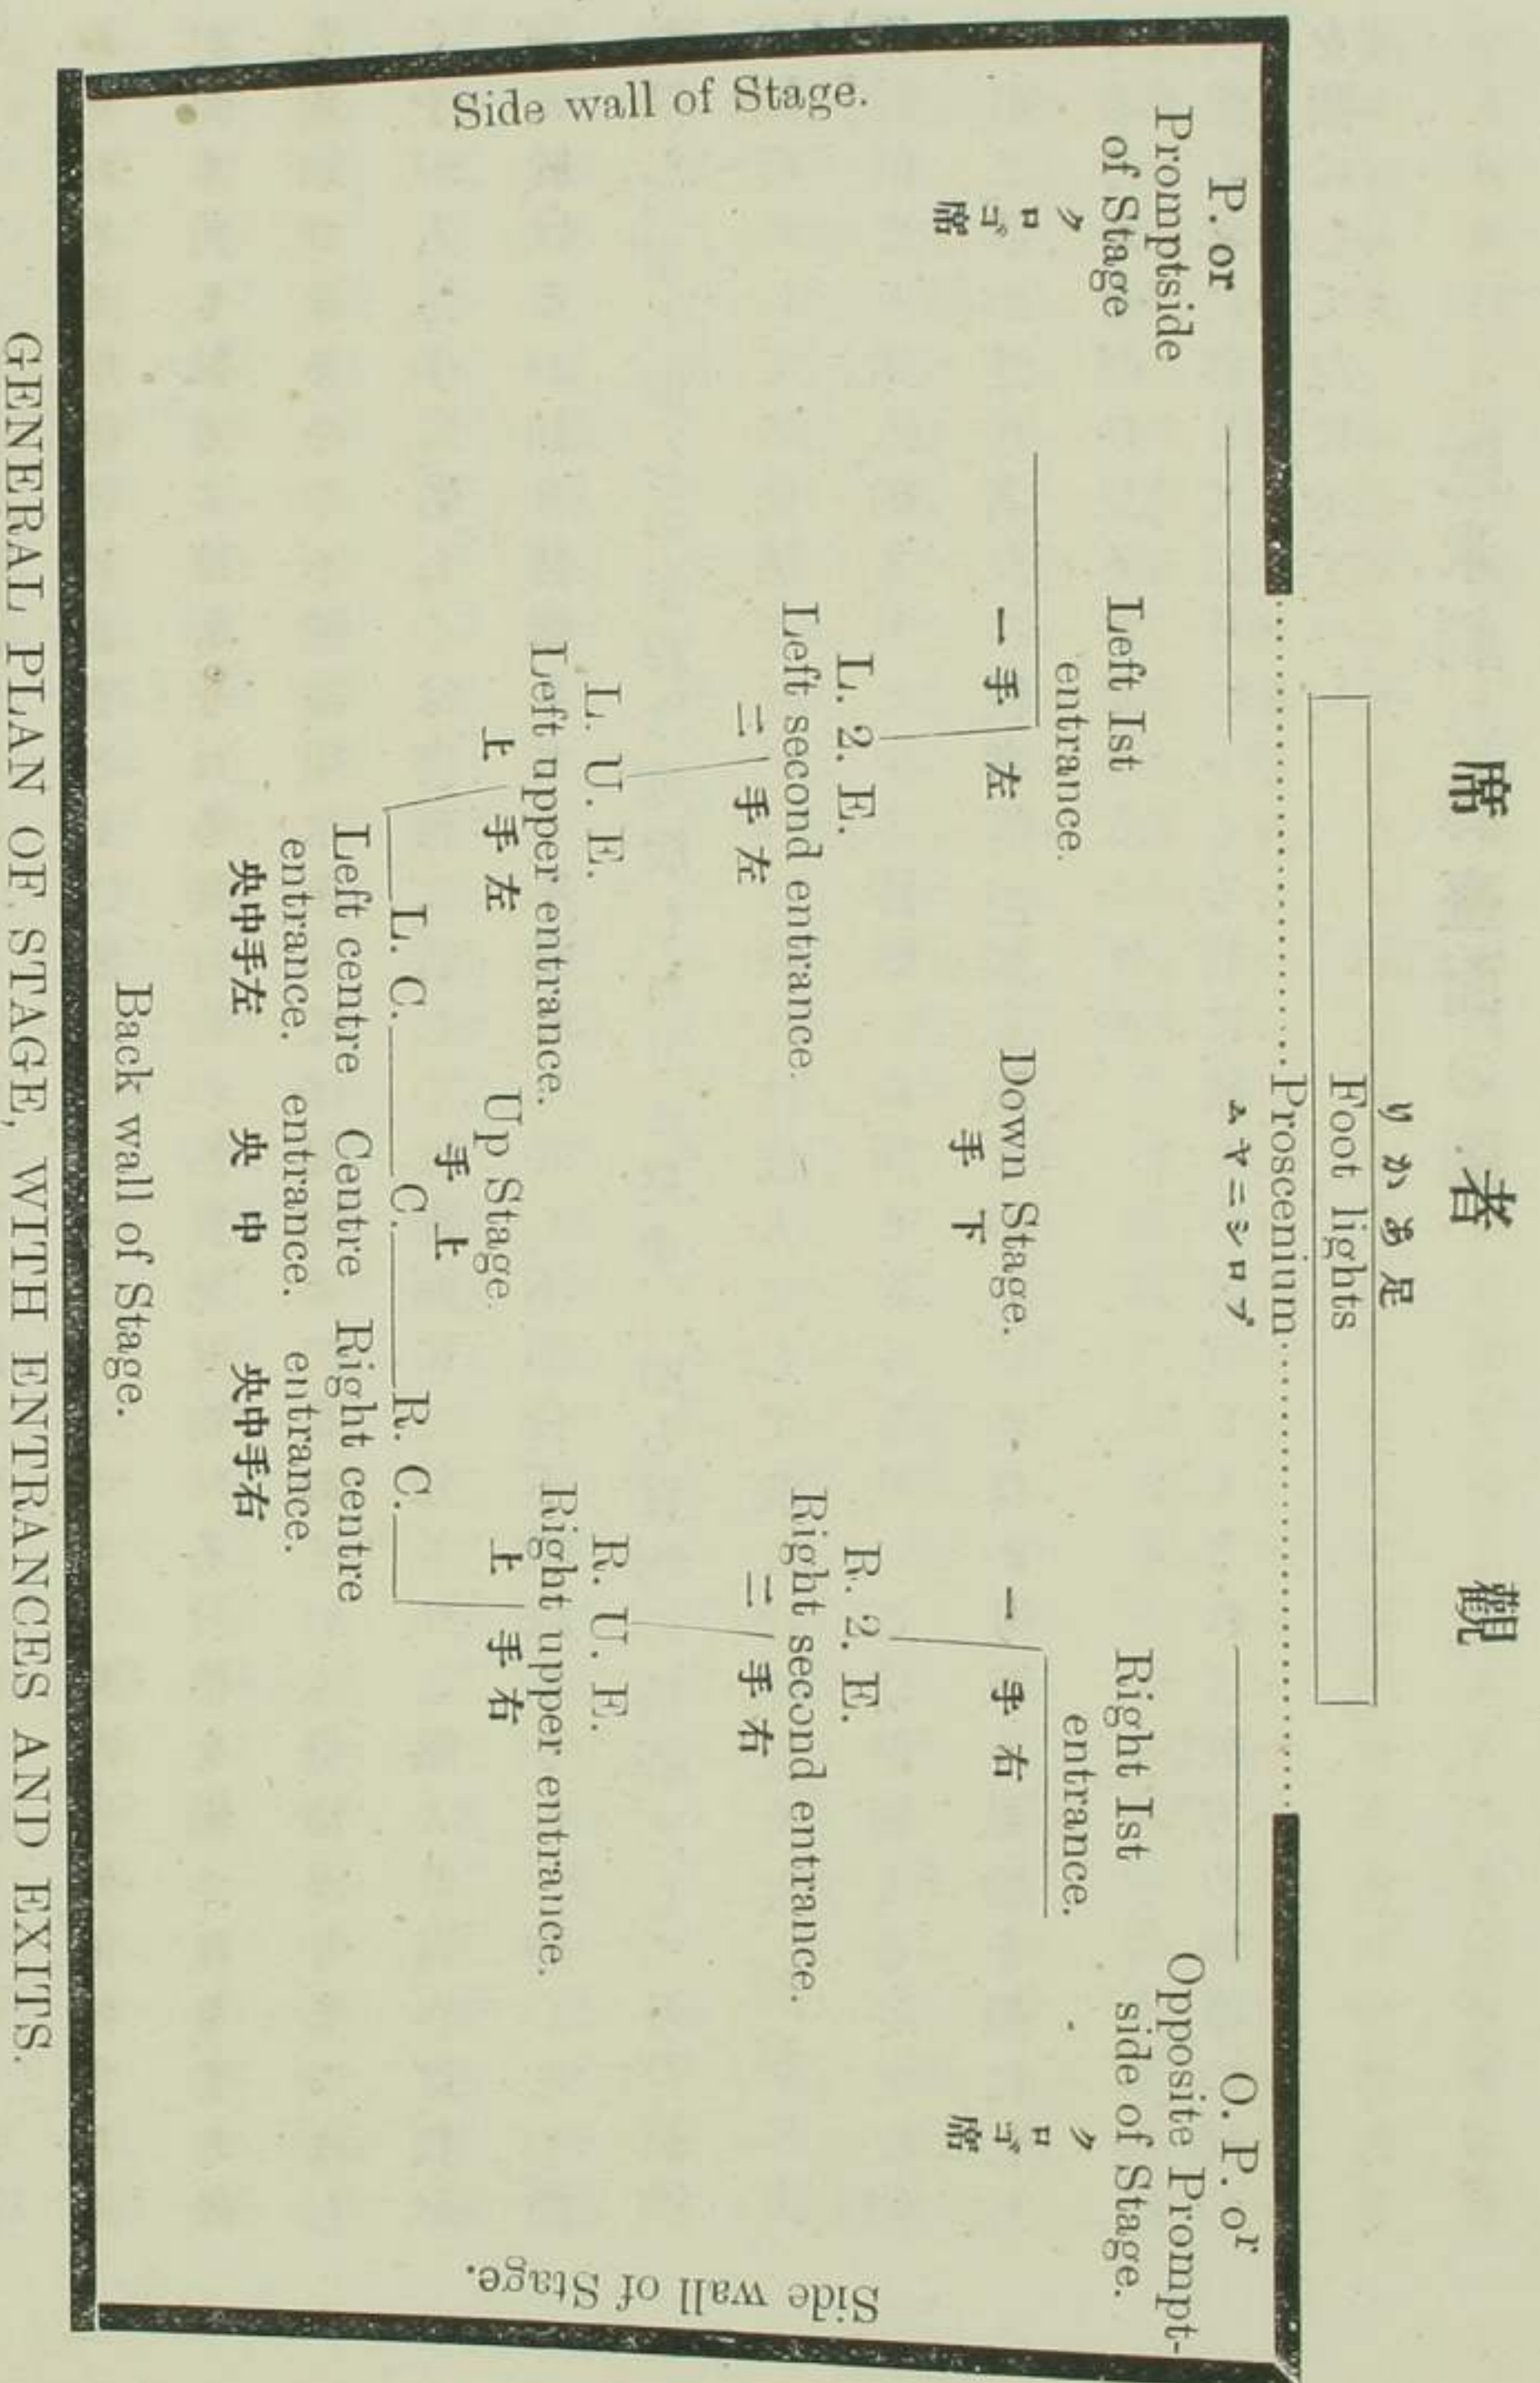 觀者席
足あかり
Foot lights
Proscenium
プロシニヤム
P. or
Promptside
of Stage
クロゴ席
O. P. or
Opposite Prompt-
side of Stage.
クロゴ席
Left Ist
entrance.
左手一
Right Ist
entrance.
右手一
Down Stage.
下手
Side wall of Stage.
Side wall of Stage.
L. 2. E.
Left second entrance.
左手二
R. 2. E.
Right second entrance.
右手二
L. U. E.
Left upper entrance.
左手上
R. U. E.
Right upper entrance.
右手上
Up Stage.
上手
L. C. C. R. C.
Left centre Centre Right centre
entrance. entrance. entrance.
左手中央 中央 右手中央
Back wall of Stage.
GENERAL PLAN OF STAGE, WITH ENTRANCES AND EXITS.